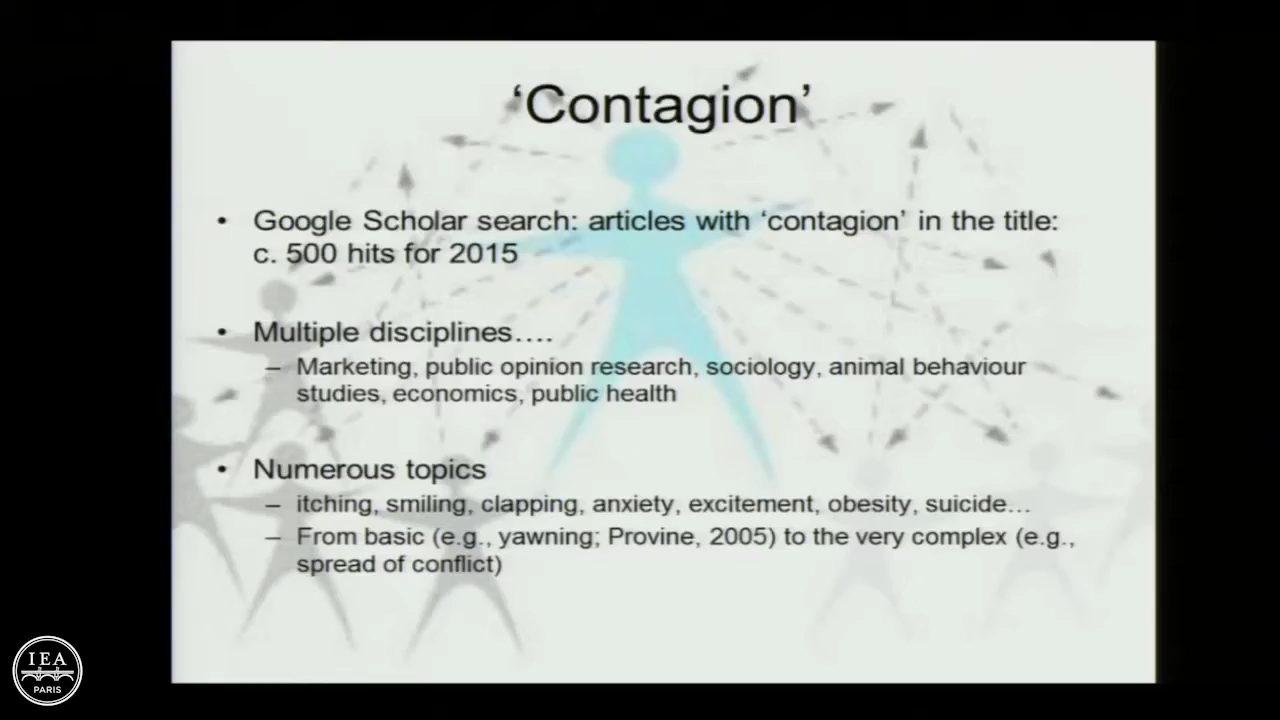 ‘Contagion’
• Google Scholar search: articles with ‘contagion’ in the title:
c. 500 hits for 2015
• Multiple disciplines….
– Marketing, public opinion research, sociology, animal behaviour
studies, economics, public health
• Numerous topics
– itching, smiling, clapping, anxiety, excitement, obesity, suicide…
– From basic (e.g., yawning; Provine, 2005) to the very complex (e.g.,
spread of conflict)
IEA
PARIS